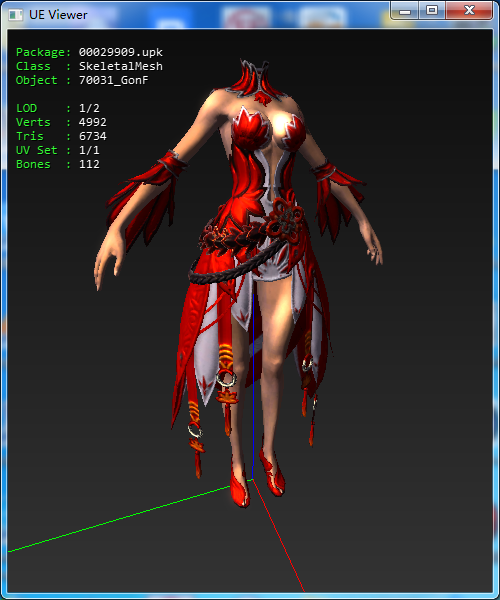 UE Viewer
Package: 00029909.upk
Class : SkeletalMesh
Object : 70031_GonF
LOD : 1/2
Verts : 4992
Tris : 6734
UV Set : 1/1
Bones : 112